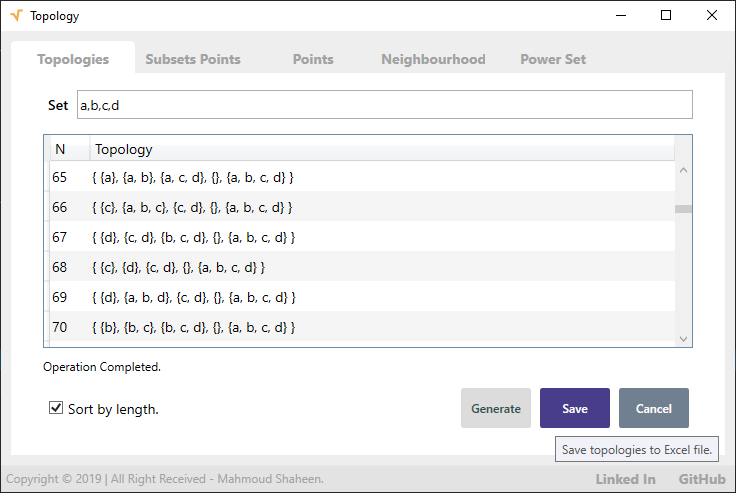 Topology
Topologies Subsets Points Points Neighbourhood Power Set
Set a,b,c,d
N Topology
65 { {a}, {a, b}, {a, c, d}, {}, {a, b, c, d} }
66 { {c}, {a, b, c}, {c, d}, {}, {a, b, c, d} }
67 { {d}, {c, d}, {b, c, d}, {}, {a, b, c, d} }
68 { {c}, {d}, {c, d}, {}, {a, b, c, d} }
69 { {d}, {a, b, d}, {c, d}, {}, {a, b, c, d} }
70 { {b}, {b, c}, {b, c, d}, {}, {a, b, c, d} }
Operation Completed.
Sort by length. Generate Save Cancel
Save topologies to Excel file.
Copyright © 2019 | All Right Received - Mahmoud Shaheen. Linked In GitHub